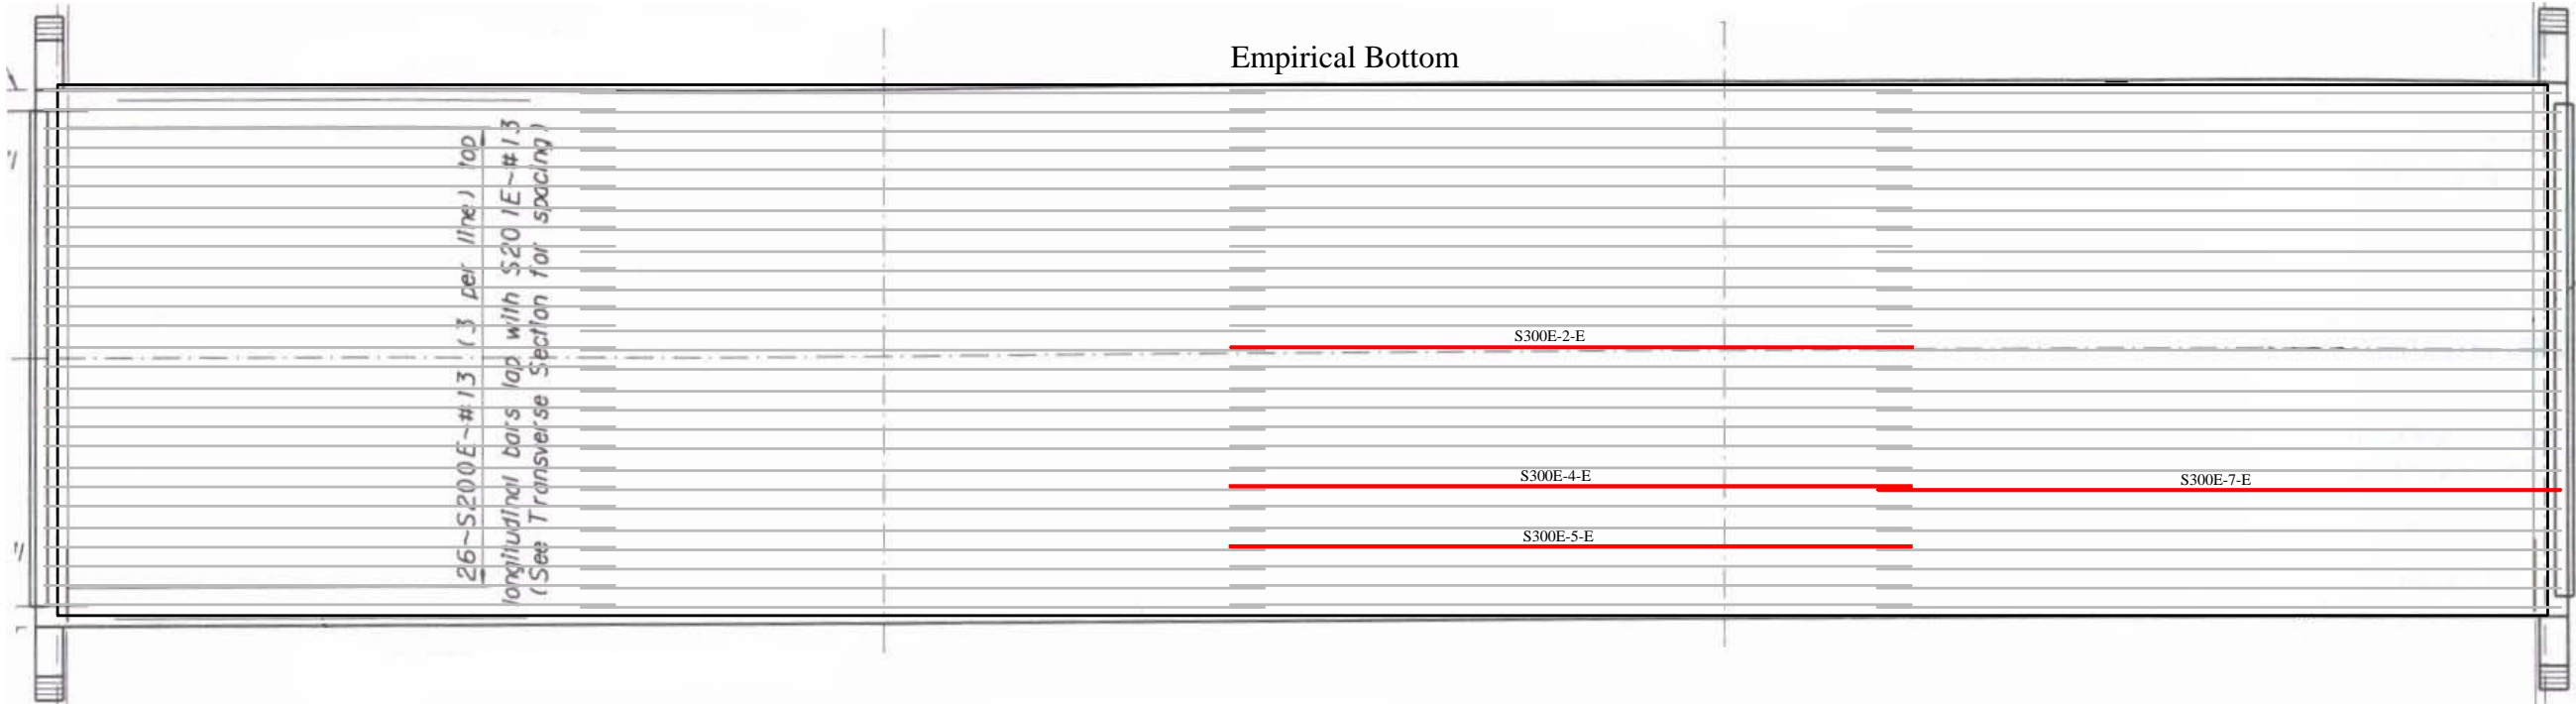 Empirical Bottom
26~S200E~#13 (3 per line) top
longitudinal bars lap with S201E~#13
(See Transverse Section for spacing)
S300E-2-E
S300E-4-E
S300E-7-E
S300E-5-E